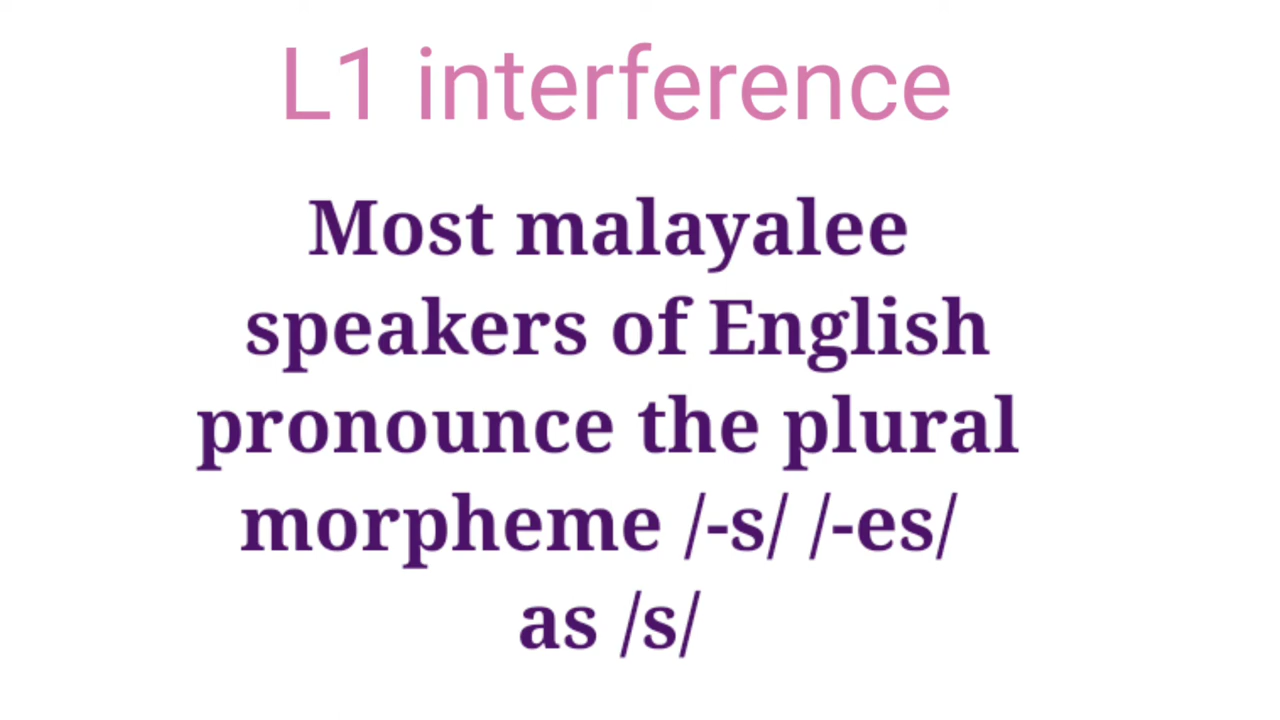 L1 interference
Most malayalee
speakers of English
pronounce the plural
morpheme /-s/ /-es/
as /s/